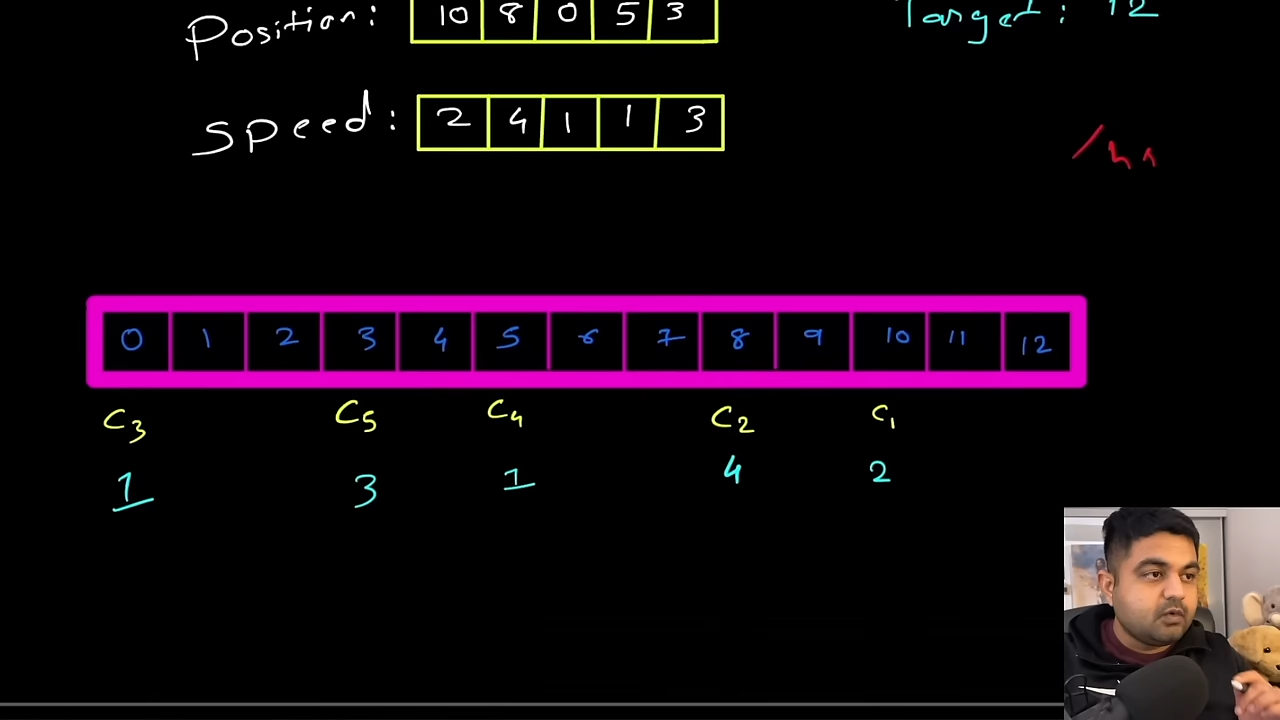 Position: 10 8 0 5 3
Target: 12
Speed: 2 4 1 1 3
/hr
0 1 2 3 4 5 6 7 8 9 10 11 12
C3 C5 C4 C2 C1
1 3 1 4 2